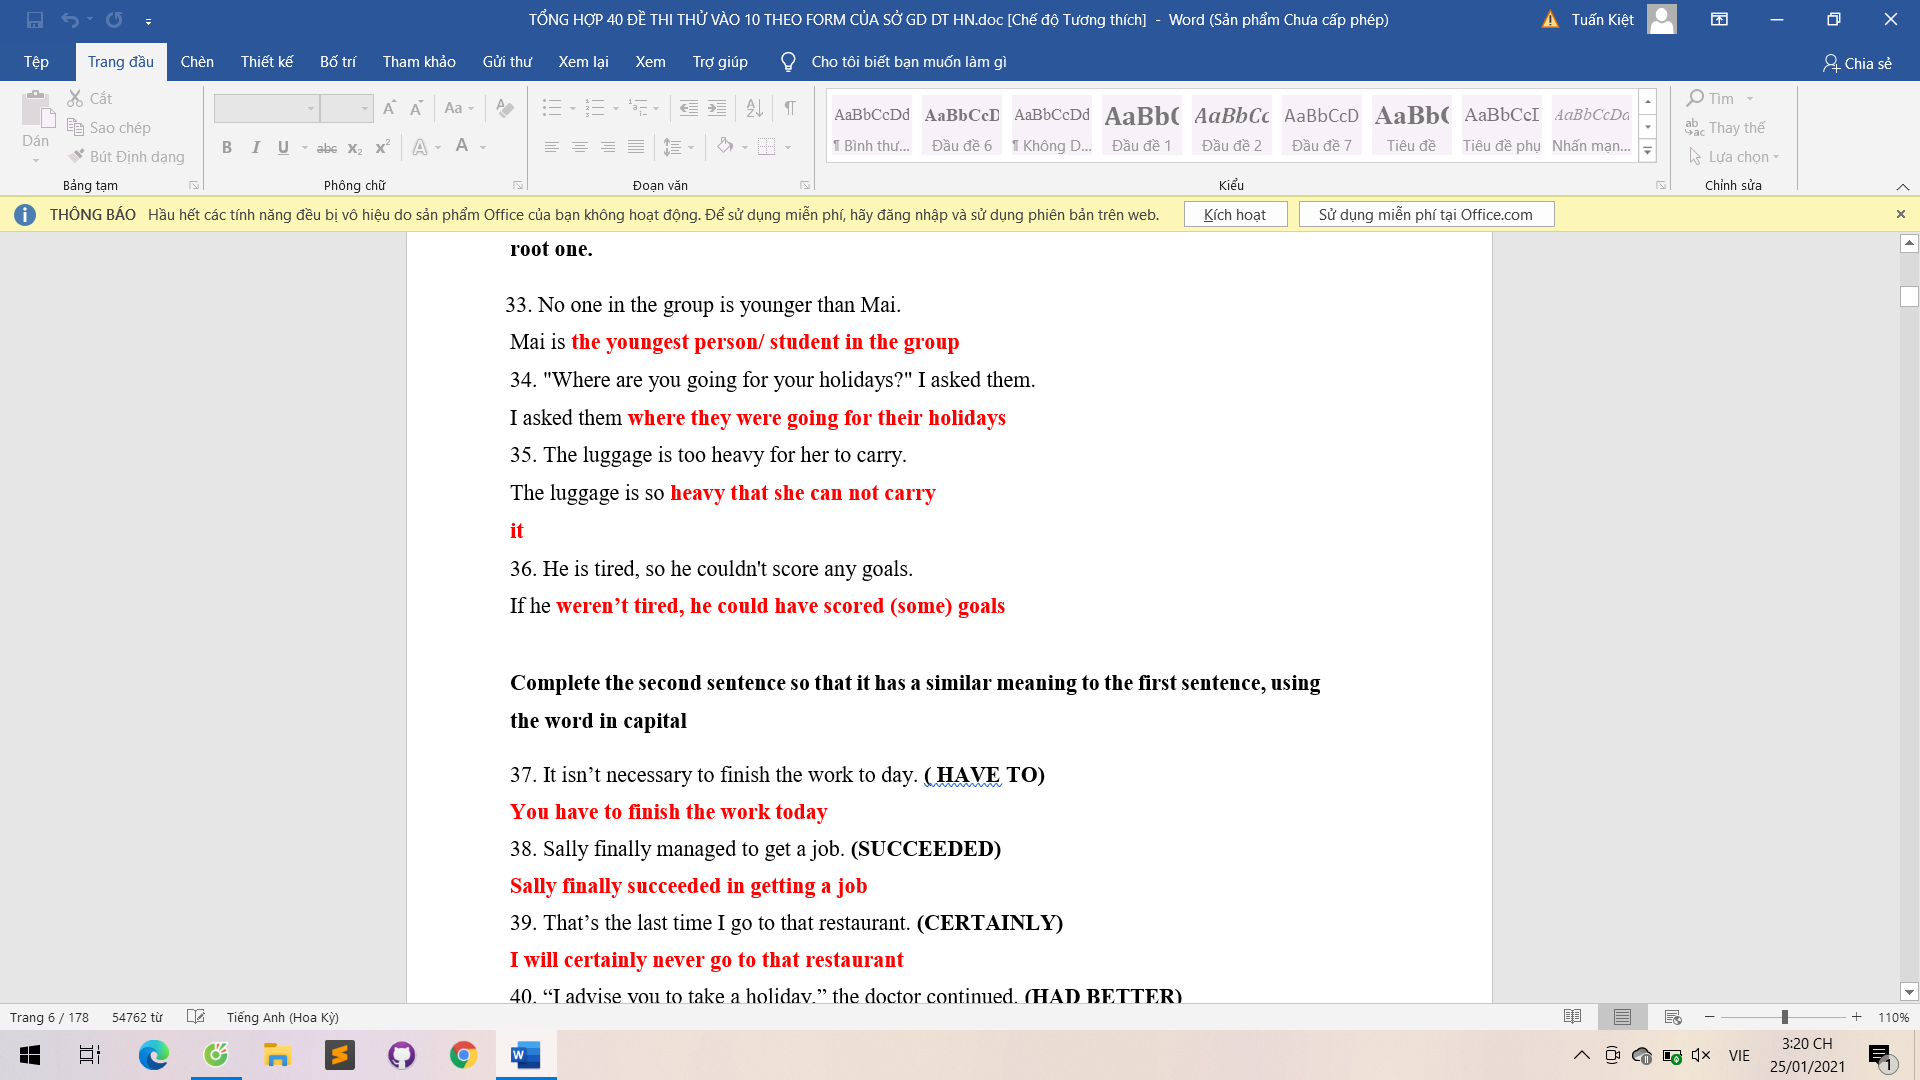 TỔNG HỢP 40 ĐỀ THI THỬ VÀO 10 THEO FORM CỦA SỞ GD DT HN.doc [Chế độ Tương thích] - Word (Sản phẩm Chưa cấp phép)
Tuấn Kiệt
Tệp Trang đầu Chèn Thiết kế Bố trí Tham khảo Gửi thư Xem lại Xem Trợ giúp Cho tôi biết bạn muốn làm gì Chia sẻ
Dán
Cắt
Sao chép
Bút Định dạng
Bảng tạm
Aa
B I U abc x₂ x² A A
Phông chữ
Đoạn văn
AaBbCcDd AaBbCcD AaBbCcDd AaBbC AaBbCc AaBbCcD AaBbC AaBbCcD AaBbCcDd
¶ Bình thư... Đầu đề 6 ¶ Không D... Đầu đề 1 Đầu đề 2 Đầu đề 7 Tiêu đề Tiêu đề phụ Nhấn mạn...
Kiểu
Tìm
Thay thế
Lựa chọn
Chỉnh sửa
THÔNG BÁO Hầu hết các tính năng đều bị vô hiệu do sản phẩm Office của bạn không hoạt động. Để sử dụng miễn phí, hãy đăng nhập và sử dụng phiên bản trên web. Kích hoạt Sử dụng miễn phí tại Office.com
root one.
33. No one in the group is younger than Mai.
Mai is the youngest person/ student in the group
34. "Where are you going for your holidays?" I asked them.
I asked them where they were going for their holidays
35. The luggage is too heavy for her to carry.
The luggage is so heavy that she can not carry
it
36. He is tired, so he couldn't score any goals.
If he weren’t tired, he could have scored (some) goals
Complete the second sentence so that it has a similar meaning to the first sentence, using
the word in capital
37. It isn’t necessary to finish the work to day. ( HAVE TO)
You have to finish the work today
38. Sally finally managed to get a job. (SUCCEEDED)
Sally finally succeeded in getting a job
39. That’s the last time I go to that restaurant. (CERTAINLY)
I will certainly never go to that restaurant
40. “I advise you to take a holiday,” the doctor continued. (HAD BETTER)
Trang 6 / 178 54762 từ Tiếng Anh (Hoa Kỳ) 110%
VIE
3:20 CH
25/01/2021
1